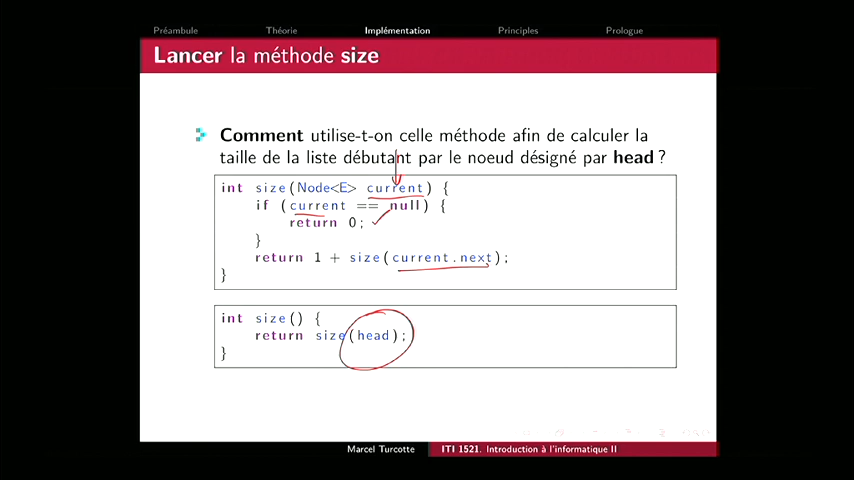 Préambule Théorie Implémentation Principles Prologue
Lancer la méthode size
Comment utilise-t-on celle méthode afin de calculer la
taille de la liste débutant par le noeud désigné par head ?
int size(Node<E> current) {
if (current == null) {
return 0;
}
return 1 + size(current.next);
}
int size() {
return size(head);
}
Marcel Turcotte ITI 1521. Introduction à l'informatique II